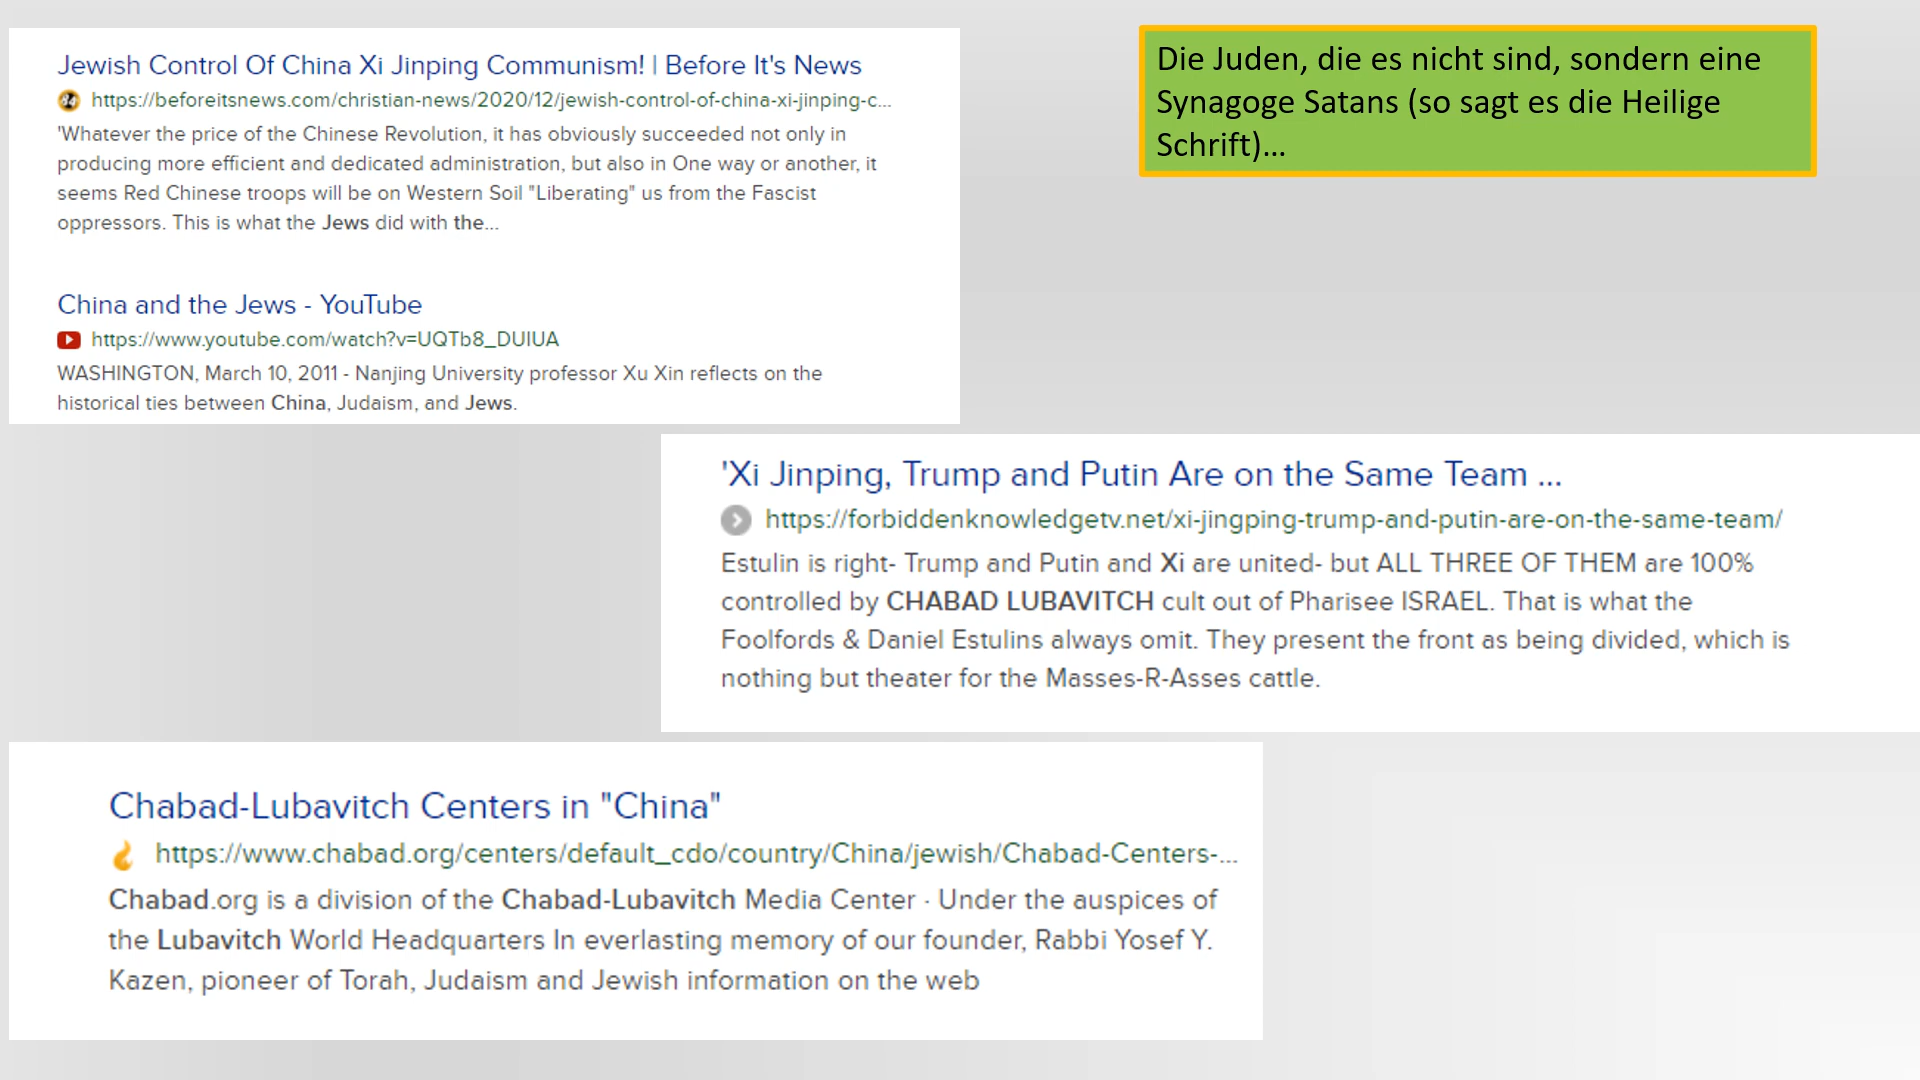 Jewish Control Of China Xi Jinping Communism! | Before It's News
https://beforeitsnews.com/christian-news/2020/12/jewish-control-of-china-xi-jinping-c...
'Whatever the price of the Chinese Revolution, it has obviously succeeded not only in
producing more efficient and dedicated administration, but also in One way or another, it
seems Red Chinese troops will be on Western Soil "Liberating" us from the Fascist
oppressors. This is what the Jews did with the...
China and the Jews - YouTube
https://www.youtube.com/watch?v=UQTb8_DUIUA
WASHINGTON, March 10, 2011 - Nanjing University professor Xu Xin reflects on the
historical ties between China, Judaism, and Jews.
Die Juden, die es nicht sind, sondern eine
Synagoge Satans (so sagt es die Heilige
Schrift)...
'Xi Jinping, Trump and Putin Are on the Same Team ...
https://forbiddenknowledgetv.net/xi-jingping-trump-and-putin-are-on-the-same-team/
Estulin is right- Trump and Putin and Xi are united- but ALL THREE OF THEM are 100%
controlled by CHABAD LUBAVITCH cult out of Pharisee ISRAEL. That is what the
Foolfords & Daniel Estulins always omit. They present the front as being divided, which is
nothing but theater for the Masses-R-Asses cattle.
Chabad-Lubavitch Centers in "China"
https://www.chabad.org/centers/default_cdo/country/China/jewish/Chabad-Centers-...
Chabad.org is a division of the Chabad-Lubavitch Media Center · Under the auspices of
the Lubavitch World Headquarters In everlasting memory of our founder, Rabbi Yosef Y.
Kazen, pioneer of Torah, Judaism and Jewish information on the web